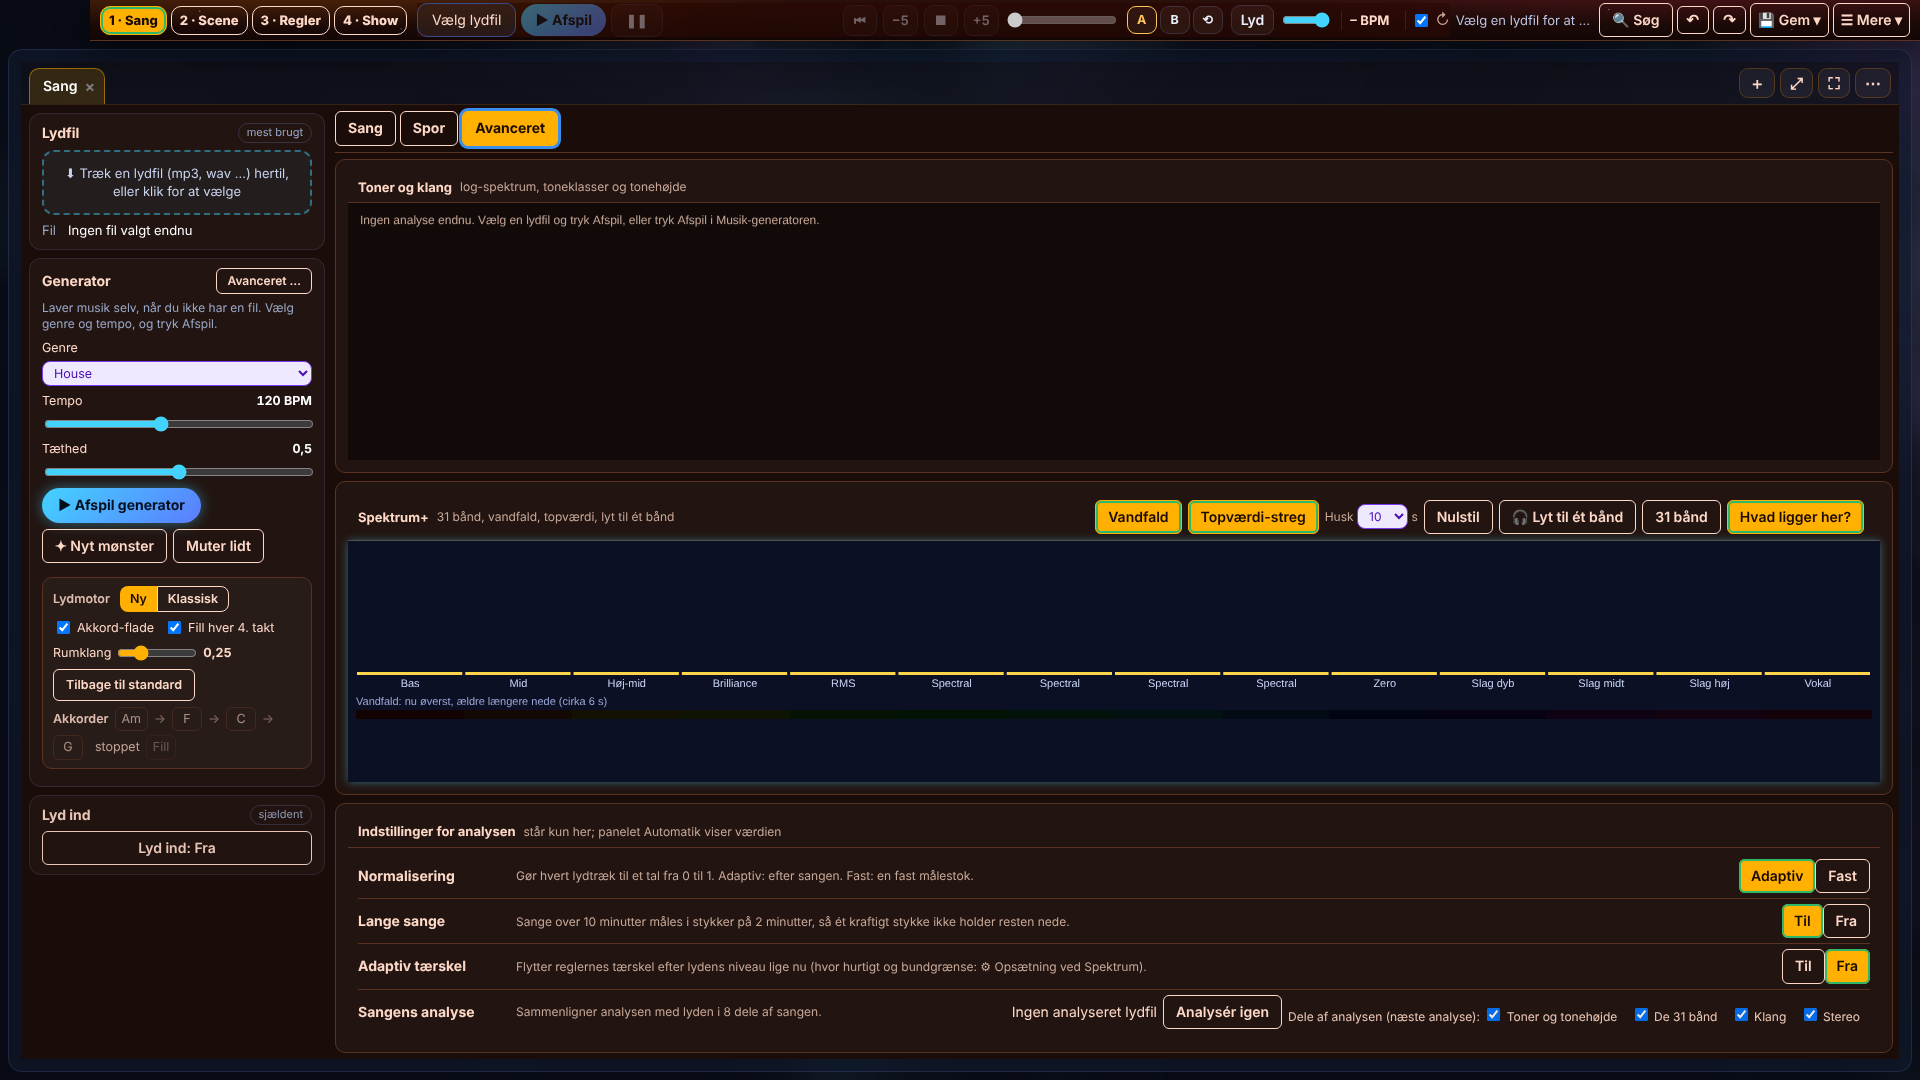 1 · Sang 2 · Scene 3 · Regler 4 · Show Vælg lydfil ▶ Afspil ❚❚ ⏮ −5 ■ +5 A B ⟲ Lyd – BPM ↻ Vælg en lydfil for at ... 🔍 Søg ↶ ↷ 💾 Gem ▾ ☰ Mere ▾
Sang × + ⤢ ⛶ ⋯
Lydfil mest brugt
⬇ Træk en lydfil (mp3, wav ...) hertil,
eller klik for at vælge
Fil Ingen fil valgt endnu
Generator Avanceret ...
Laver musik selv, når du ikke har en fil. Vælg
genre og tempo, og tryk Afspil.
Genre
House
Tempo 120 BPM
Tæthed 0,5
▶ Afspil generator
✦ Nyt mønster Muter lidt
Lydmotor Ny Klassisk
Akkord-flade Fill hver 4. takt
Rumklang 0,25
Tilbage til standard
Akkorder Am → F → C →
G stoppet Fill
Lyd ind sjældent
Lyd ind: Fra
Sang Spor Avanceret
Toner og klang log-spektrum, toneklasser og tonehøjde
Ingen analyse endnu. Vælg en lydfil og tryk Afspil, eller tryk Afspil i Musik-generatoren.
Spektrum+ 31 bånd, vandfald, topværdi, lyt til ét bånd Vandfald Topværdi-streg Husk 10 s Nulstil 🎧 Lyt til ét bånd 31 bånd Hvad ligger her?
Bas Mid Høj-mid Brilliance RMS Spectral Spectral Spectral Spectral Zero Slag dyb Slag midt Slag høj Vokal
Vandfald: nu øverst, ældre længere nede (cirka 6 s)
Indstillinger for analysen står kun her; panelet Automatik viser værdien
Normalisering Gør hvert lydtræk til et tal fra 0 til 1. Adaptiv: efter sangen. Fast: en fast målestok. Adaptiv Fast
Lange sange Sange over 10 minutter måles i stykker på 2 minutter, så ét kraftigt stykke ikke holder resten nede. Til Fra
Adaptiv tærskel Flytter reglernes tærskel efter lydens niveau lige nu (hvor hurtigt og bundgrænse: ⚙ Opsætning ved Spektrum). Til Fra
Sangens analyse Sammenligner analysen med lyden i 8 dele af sangen. Ingen analyseret lydfil Analysér igen Dele af analysen (næste analyse): Toner og tonehøjde De 31 bånd Klang Stereo